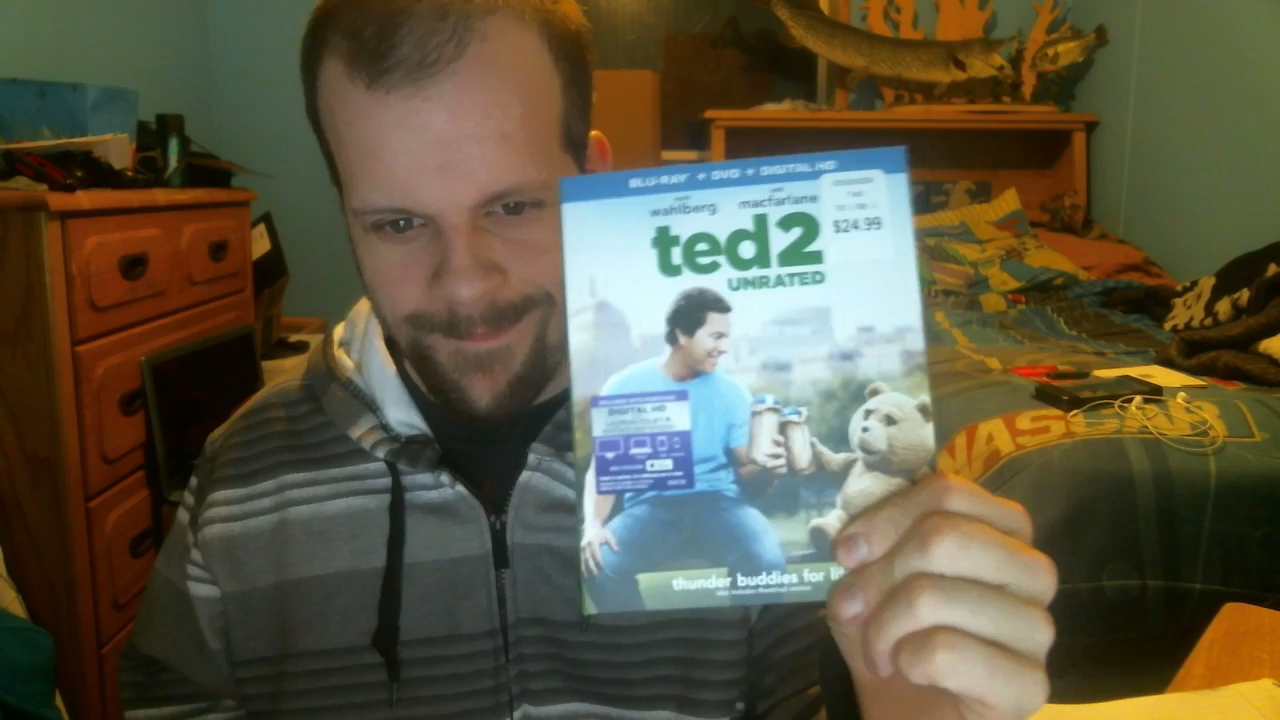 BLU-RAY + DVD + DIGITAL HD
wahlberg macfarlane
$24.99
ted2
UNRATED
DIGITAL HD
thunder buddies for li
NASCAR